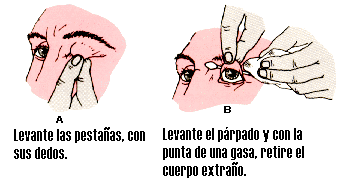 A
Levante las pestañas, con
sus dedos.
B
Levante el párpado y con la
punta de una gasa, retire el
cuerpo extraño.